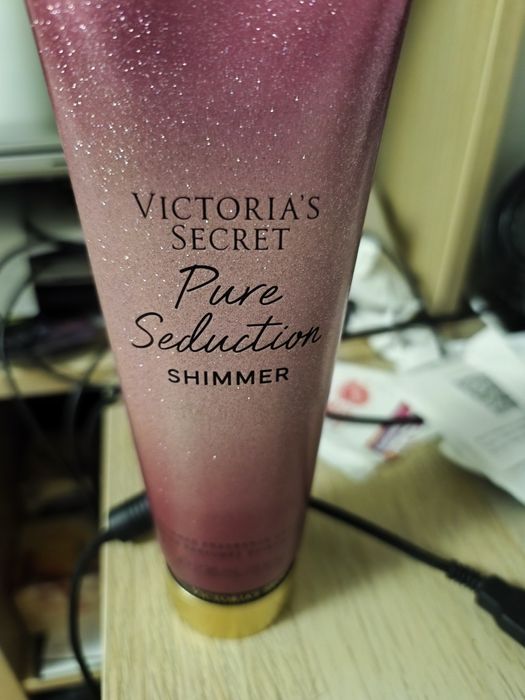 VICTORIA'S
SECRET
Pure
Seduction
SHIMMER